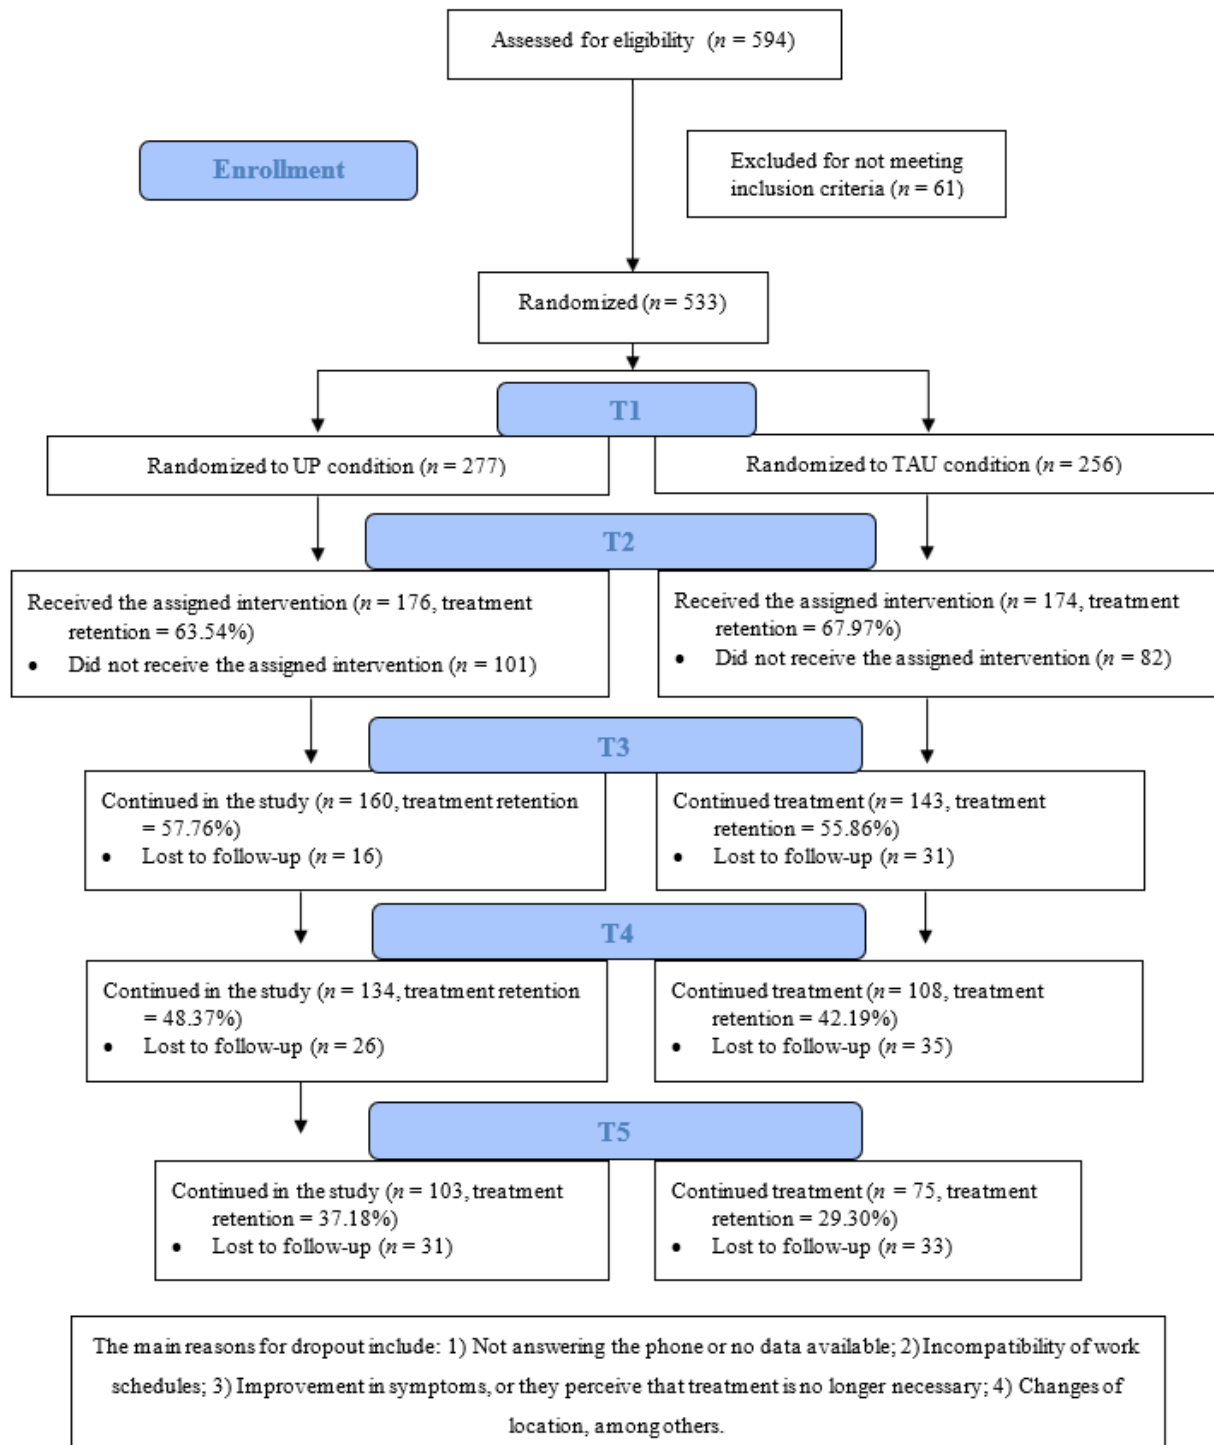 Assessed for eligibility (n = 594)
Enrollment
Excluded for not meeting
inclusion criteria (n = 61)
Randomized (n = 533)
T1
Randomized to UP condition (n = 277)
Randomized to TAU condition (n = 256)
T2
Received the assigned intervention (n = 176, treatment
retention = 63.54%)
• Did not receive the assigned intervention (n = 101)
Received the assigned intervention (n = 174, treatment
retention = 67.97%)
• Did not receive the assigned intervention (n = 82)
T3
Continued in the study (n = 160, treatment retention
= 57.76%)
• Lost to follow-up (n = 16)
Continued treatment (n = 143, treatment
retention = 55.86%)
• Lost to follow-up (n = 31)
T4
Continued in the study (n = 134, treatment retention
= 48.37%)
• Lost to follow-up (n = 26)
Continued treatment (n = 108, treatment
retention = 42.19%)
• Lost to follow-up (n = 35)
T5
Continued in the study (n = 103, treatment
retention = 37.18%)
• Lost to follow-up (n = 31)
Continued treatment (n = 75, treatment
retention = 29.30%)
• Lost to follow-up (n = 33)
The main reasons for dropout include: 1) Not answering the phone or no data available; 2) Incompatibility of work
schedules; 3) Improvement in symptoms, or they perceive that treatment is no longer necessary; 4) Changes of
location, among others.